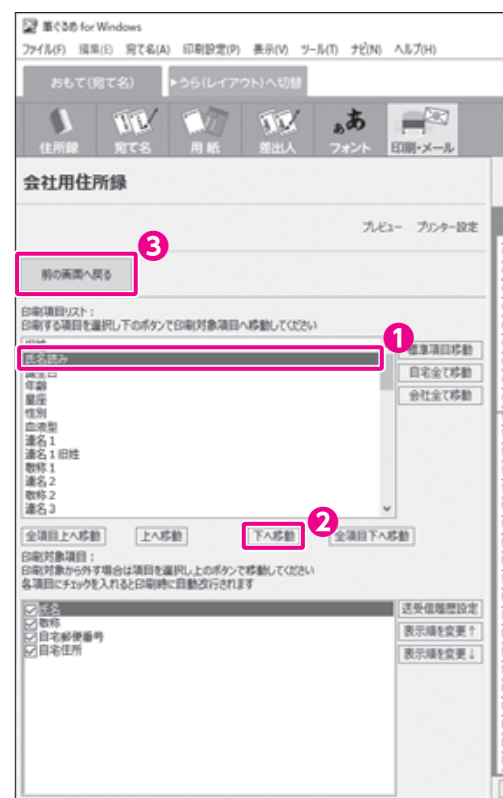 筆ぐるめ for Windows
ファイル(F) 編集(E) 宛て名(A) 印刷設定(P) 表示(V) ツール(T) ナビ(N) ヘルプ(H)
おもて(宛て名) ▶うら(レイアウト)へ切替
住所録 宛て名 用紙 差出人 フォント 印刷・メール
ぁあ
会社用住所録
プレビュー プリンター設定
3
前の画面へ戻る
印刷項目リスト：
印刷する項目を選択し下のボタンで印刷対象項目へ移動してください
1
氏名読み
標準項目移動
誕生日
自宅全て移動
年齢
星座
会社全て移動
性別
血液型
連名1
連名1旧姓
敬称1
連名2
敬称2
連名3
2
全項目上へ移動 上へ移動 下へ移動 全項目下へ移動
印刷対象項目：
印刷対象から外す場合は項目を選択し上のボタンで移動してください
各項目にチェックを入れると印刷時に自動改行されます
氏名
送受信履歴設定
敬称
自宅郵便番号
表示順を変更↑
自宅住所
表示順を変更↓